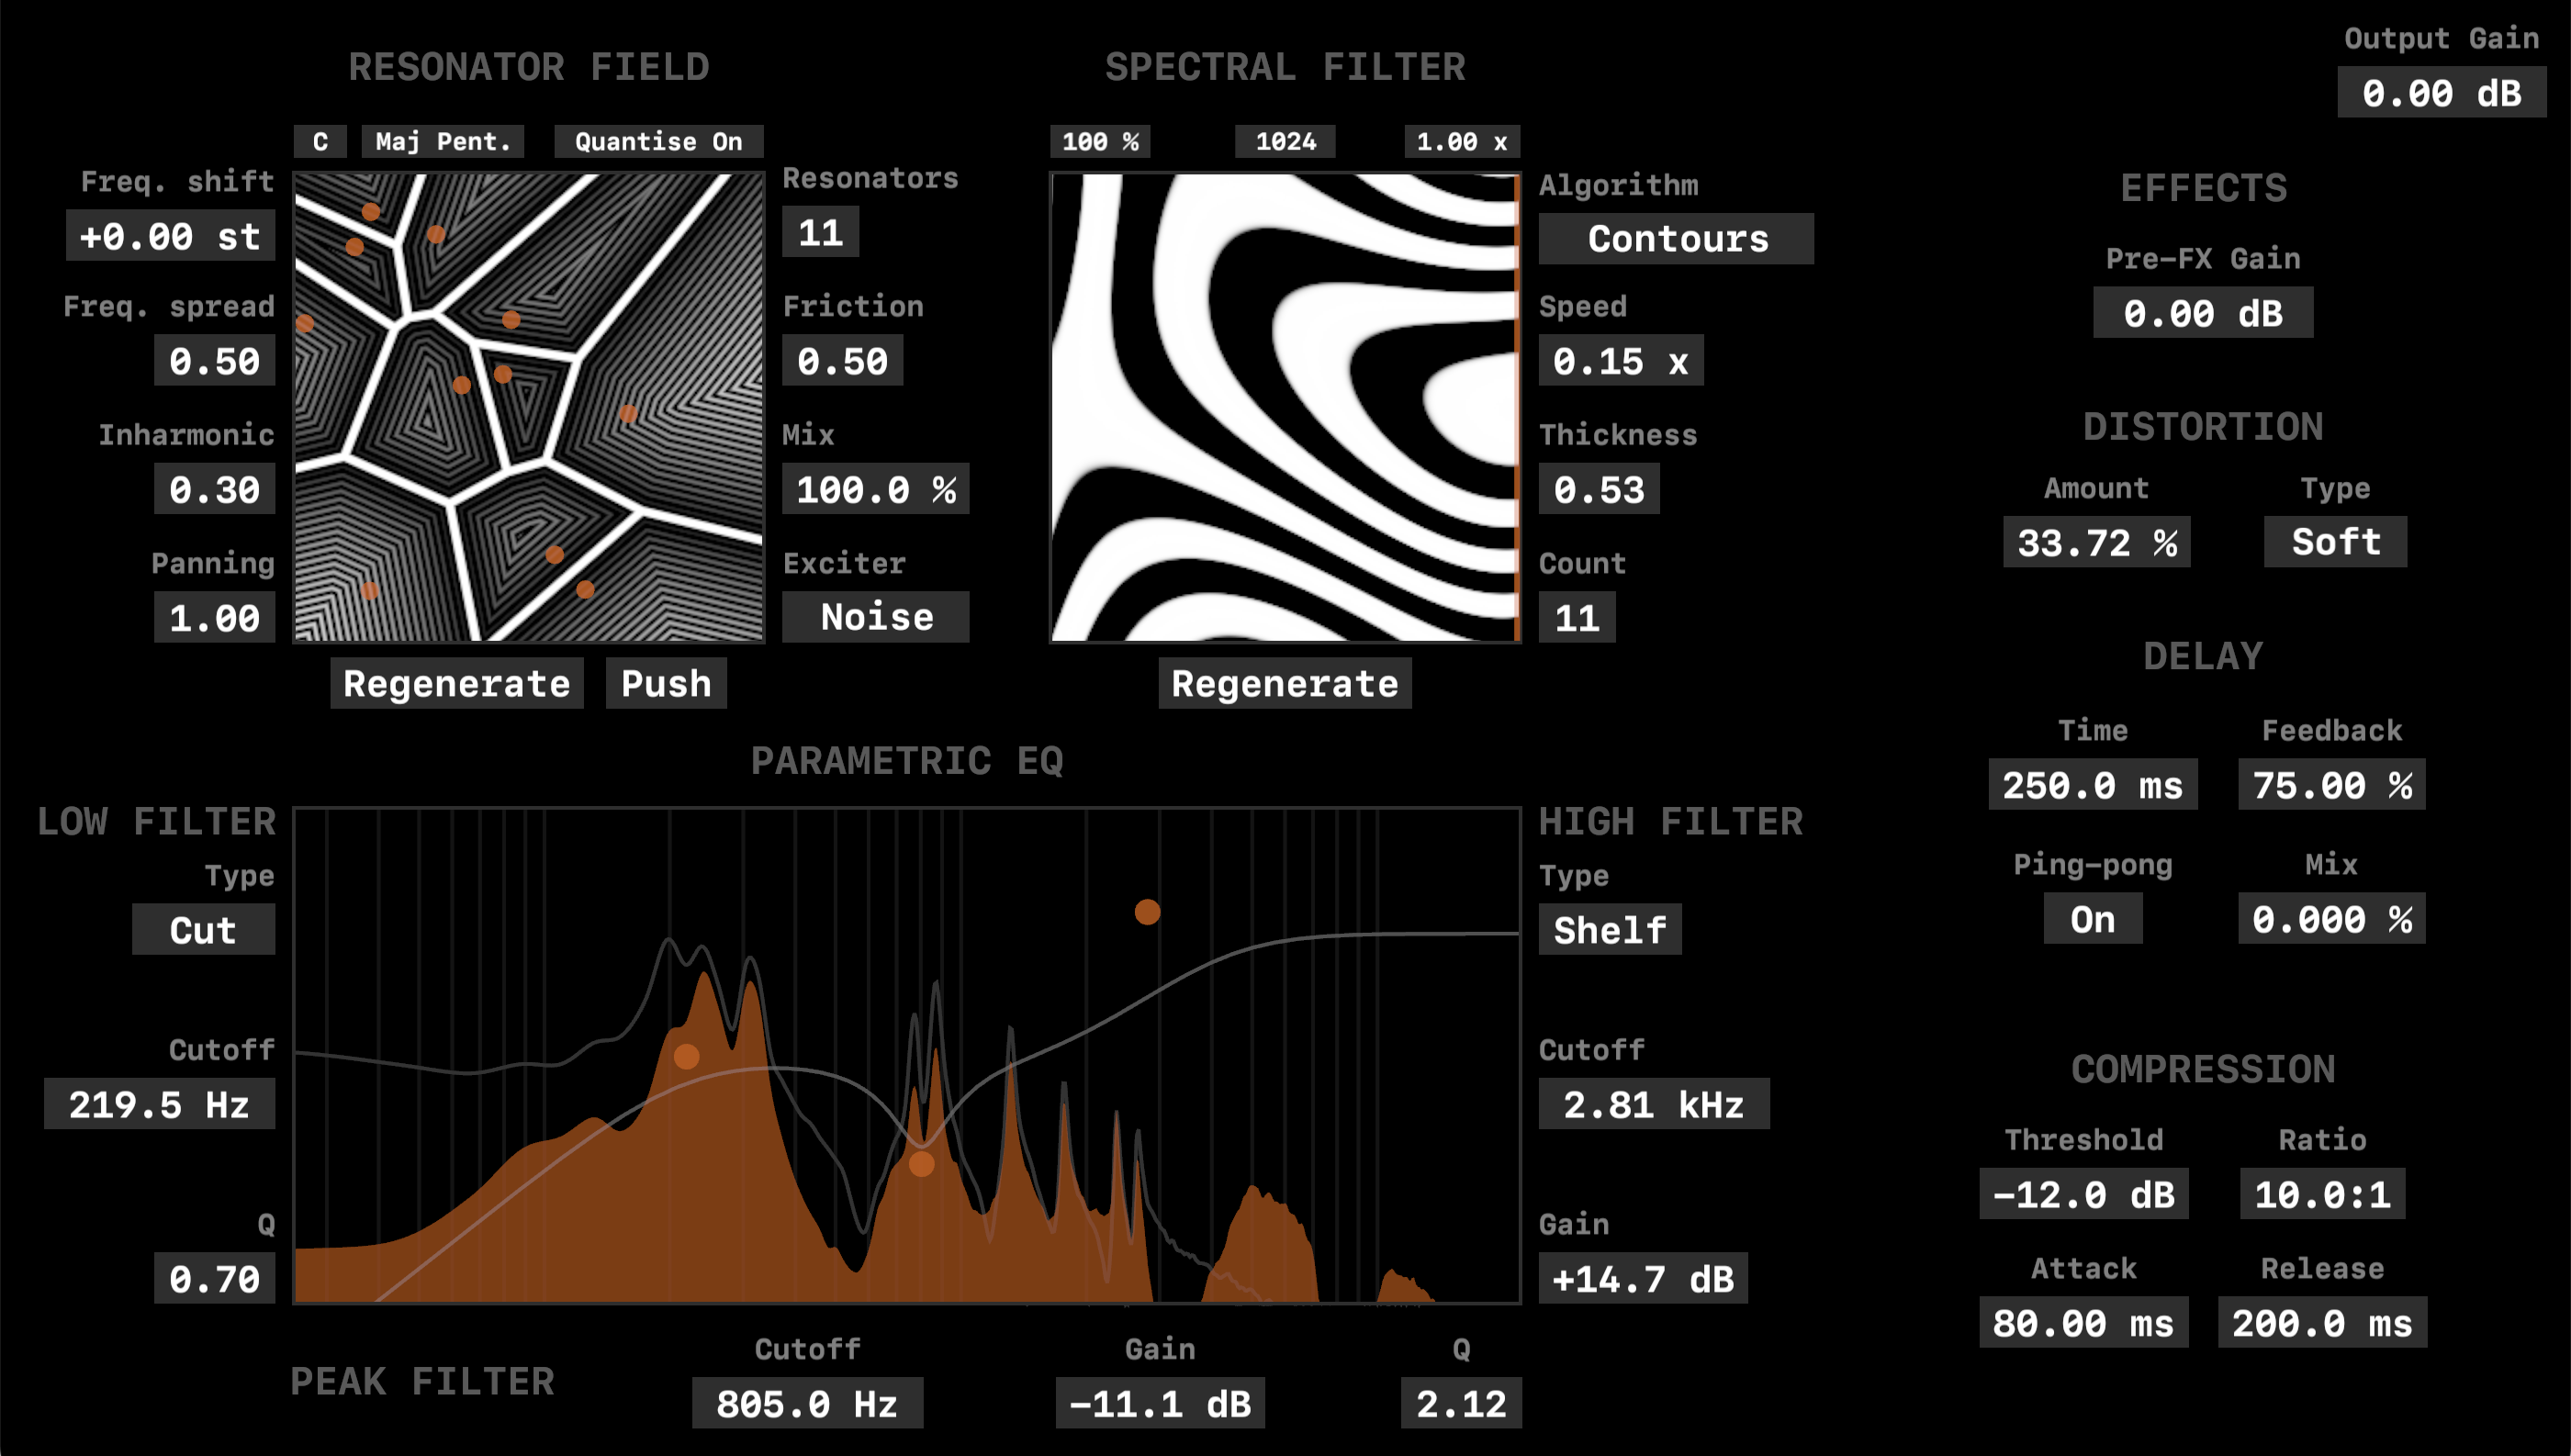 Output Gain
0.00 dB
RESONATOR FIELD
C Maj Pent. Quantise On
Freq. shift
+0.00 st
Freq. spread
0.50
Inharmonic
0.30
Panning
1.00
Resonators
11
Friction
0.50
Mix
100.0 %
Exciter
Noise
Regenerate Push
SPECTRAL FILTER
100 % 1024 1.00 x
Algorithm
Contours
Speed
0.15 x
Thickness
0.53
Count
11
Regenerate
PARAMETRIC EQ
LOW FILTER
Type
Cut
Cutoff
219.5 Hz
Q
0.70
HIGH FILTER
Type
Shelf
Cutoff
2.81 kHz
Gain
+14.7 dB
PEAK FILTER
Cutoff Gain Q
805.0 Hz −11.1 dB 2.12
EFFECTS
Pre-FX Gain
0.00 dB
DISTORTION
Amount Type
33.72 % Soft
DELAY
Time Feedback
250.0 ms 75.00 %
Ping-pong Mix
On 0.000 %
COMPRESSION
Threshold Ratio
−12.0 dB 10.0:1
Attack Release
80.00 ms 200.0 ms